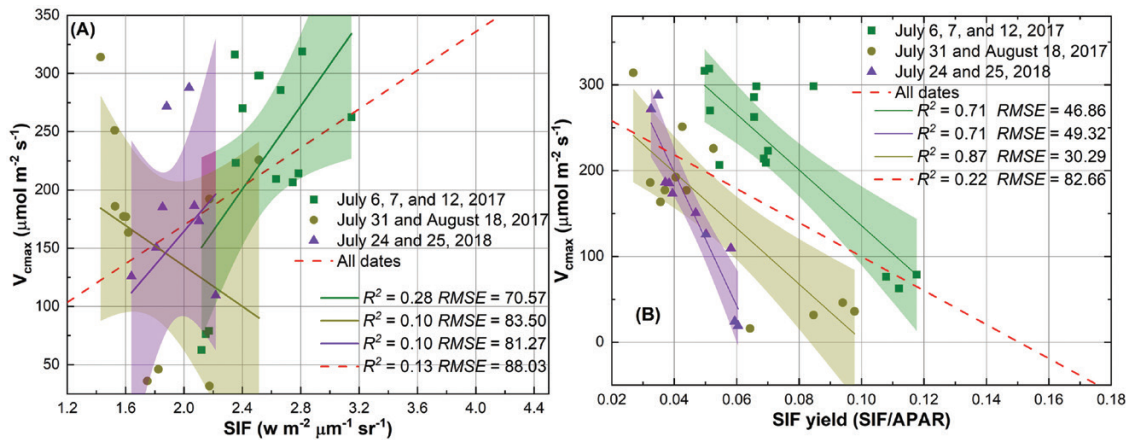 (A)
350
300
250
200
150
100
50
V_cmax (μmol m⁻² s⁻¹)
July 6, 7, and 12, 2017
July 31 and August 18, 2017
July 24 and 25, 2018
All dates
R² = 0.28 RMSE = 70.57
R² = 0.10 RMSE = 83.50
R² = 0.10 RMSE = 81.27
R² = 0.13 RMSE = 88.03
1.2 1.6 2.0 2.4 2.8 3.2 3.6 4.0 4.4
SIF (w m⁻² μm⁻¹ sr⁻¹)
July 6, 7, and 12, 2017
July 31 and August 18, 2017
July 24 and 25, 2018
All dates
R² = 0.71 RMSE = 46.86
R² = 0.71 RMSE = 49.32
R² = 0.87 RMSE = 30.29
R² = 0.22 RMSE = 82.66
400
300
200
100
0
V_cmax (μmol m⁻² s⁻¹)
(B)
0.02 0.04 0.06 0.08 0.10 0.12 0.14 0.16 0.18
SIF yield (SIF/APAR)